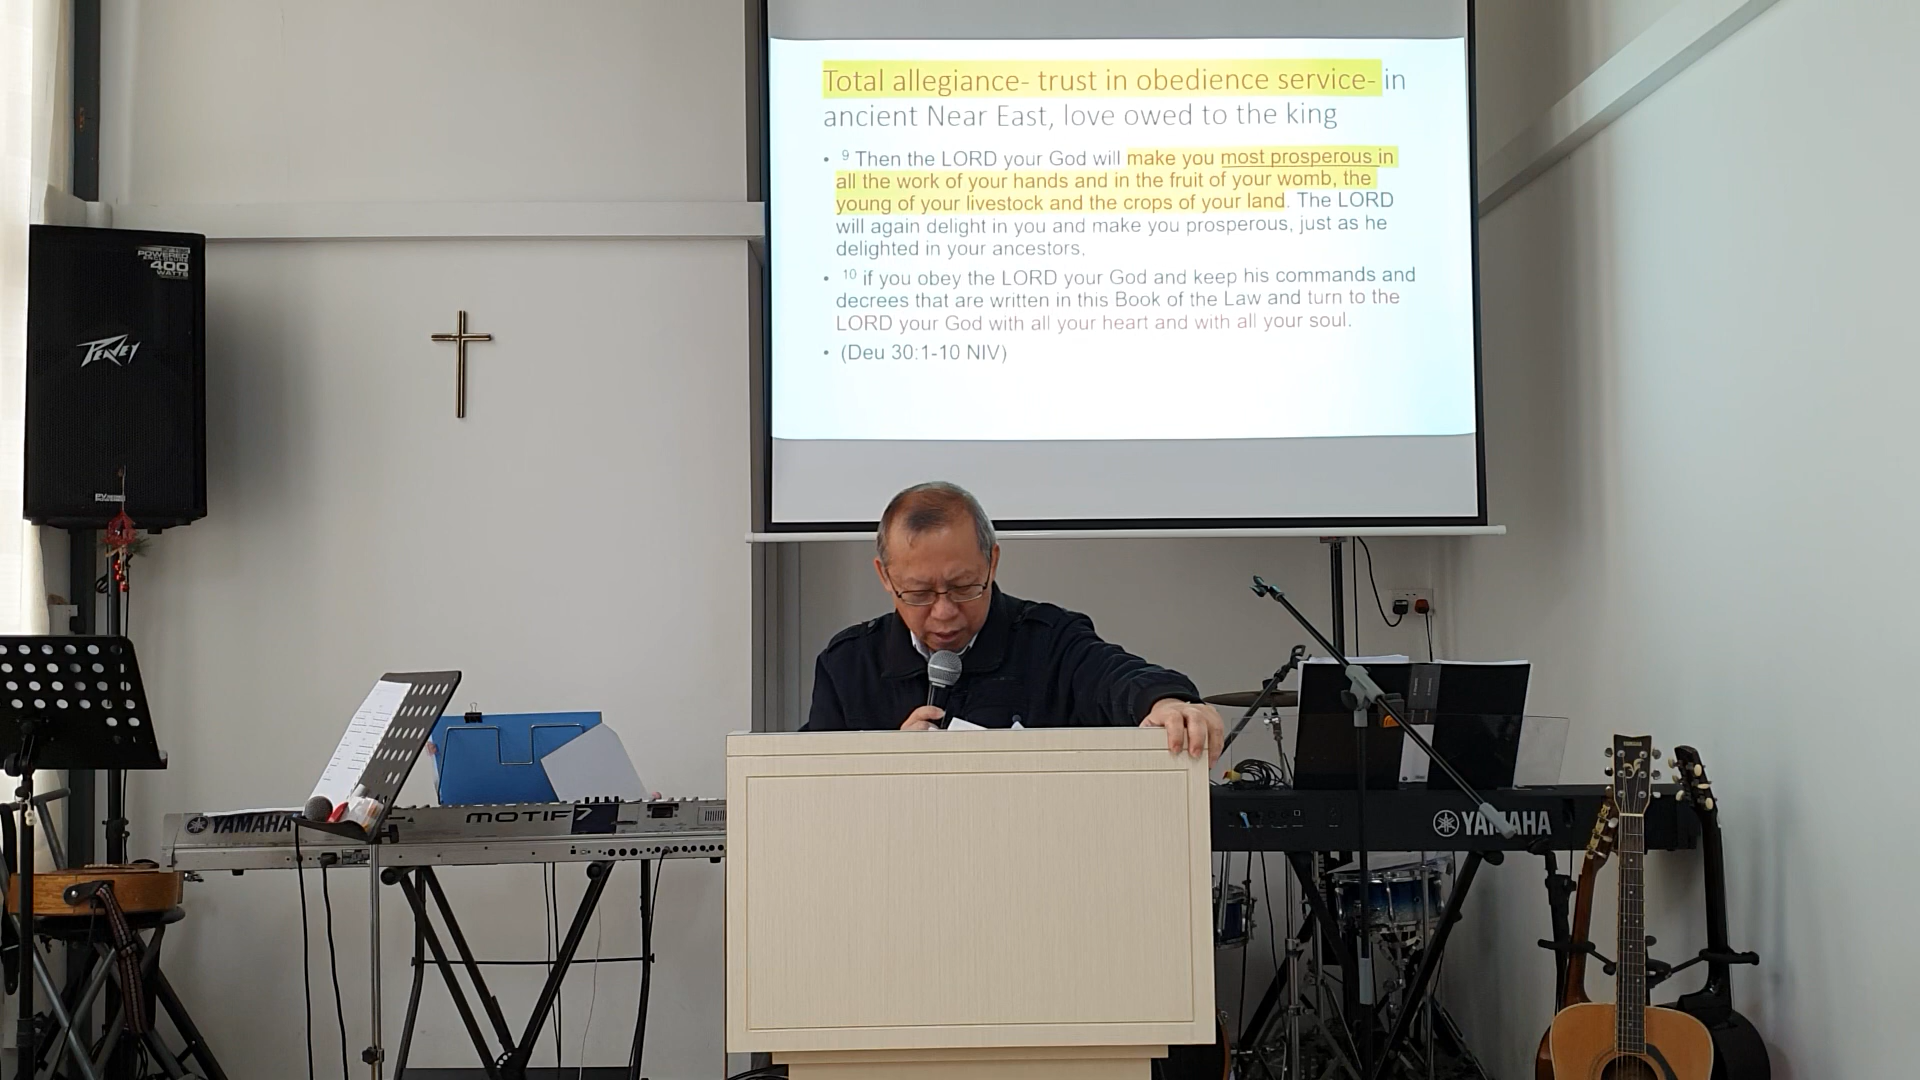 Total allegiance- trust in obedience service- in
ancient Near East, love owed to the king
• 9 Then the LORD your God will make you most prosperous in
all the work of your hands and in the fruit of your womb, the
young of your livestock and the crops of your land. The LORD
will again delight in you and make you prosperous, just as he
delighted in your ancestors,
• 10 if you obey the LORD your God and keep his commands and
decrees that are written in this Book of the Law and turn to the
LORD your God with all your heart and with all your soul.
• (Deu 30:1-10 NIV)
POWERED
400
WATTS
PEAVEY
YAMAHA
MOTIF 7
YAMAHA